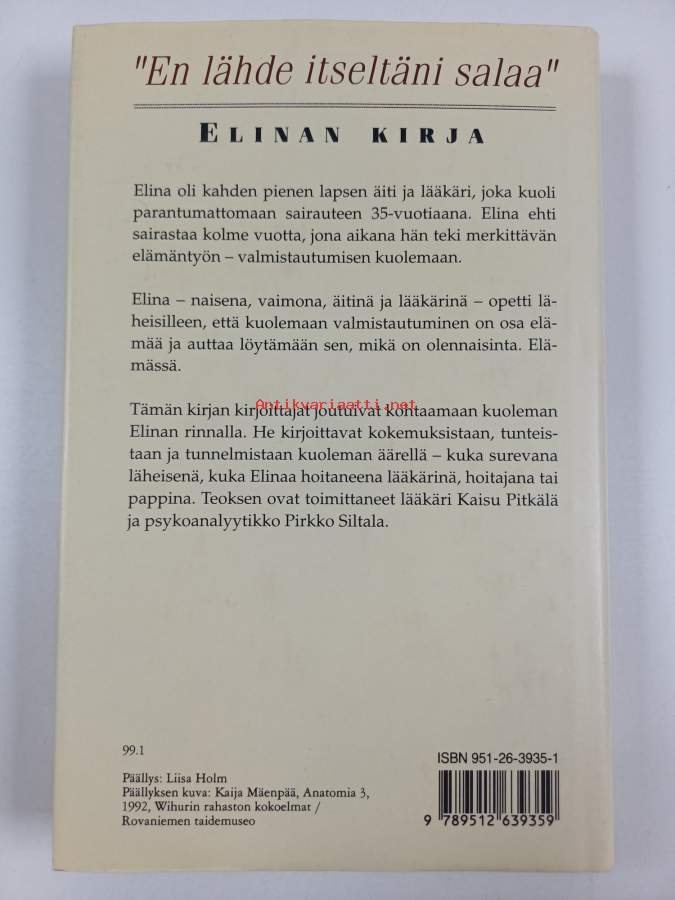 "En lähde itseltäni salaa"
ELINAN KIRJA
Elina oli kahden pienen lapsen äiti ja lääkäri, joka kuoli
parantumattomaan sairauteen 35-vuotiaana. Elina ehti
sairastaa kolme vuotta, jona aikana hän teki merkittävän
elämäntyön – valmistautumisen kuolemaan.
Elina – naisena, vaimona, äitinä ja lääkärinä – opetti lä-
heisilleen, että kuolemaan valmistautuminen on osa elä-
mää ja auttaa löytämään sen, mikä on olennaisinta. Elä-
mässä.
Antikvariaatti.net
Tämän kirjan kirjoittajat joutuivat kohtaamaan kuoleman
Elinan rinnalla. He kirjoittavat kokemuksistaan, tunteis-
taan ja tunnelmistaan kuoleman äärellä – kuka surevana
läheisenä, kuka Elinaa hoitaneena lääkärinä, hoitajana tai
pappina. Teoksen ovat toimittaneet lääkäri Kaisu Pitkälä
ja psykoanalyytikko Pirkko Siltala.
99.1
Päällys: Liisa Holm
Päällyksen kuva: Kaija Mäenpää, Anatomia 3,
1992, Wihurin rahaston kokoelmat /
Rovaniemen taidemuseo
ISBN 951-26-3935-1
9 789512 639359